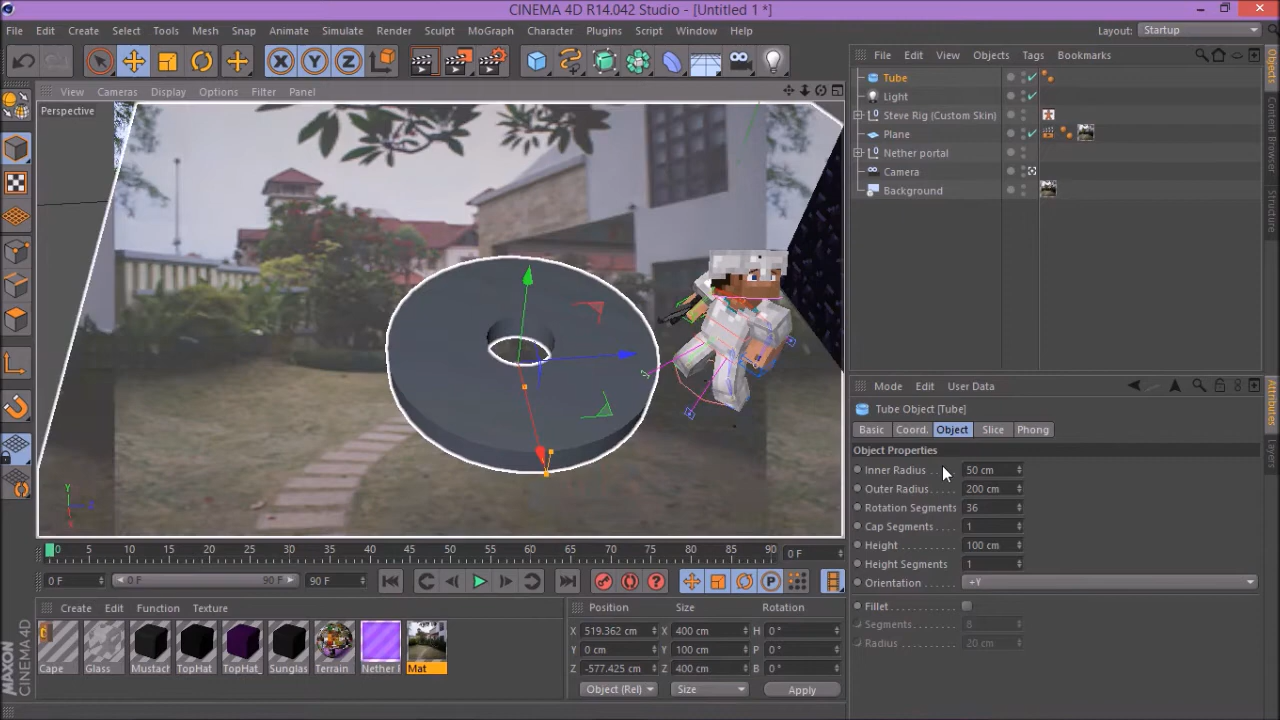 CINEMA 4D R14.042 Studio - [Untitled 1 *]
File Edit Create Select Tools Mesh Snap Animate Simulate Render Sculpt MoGraph Character Plugins Script Window Help
Layout: Startup
View Cameras Display Options Filter Panel
Perspective
Y
Z
X
0 5 10 15 20 25 30 35 40 45 50 55 60 65 70 75 80 85 90 0 F
0 F 0 F 90 F 90 F
Create Edit Function Texture
Cape Glass Mustach TopHat TopHat_ Sunglas Terrain Nether P Mat
MAXON CINEMA 4D
Position Size Rotation
X 519.362 cm X 400 cm H 0 °
Y 0 cm Y 100 cm P 0 °
Z -577.425 cm Z 400 cm B 0 °
Object (Rel) Size Apply
File Edit View Objects Tags Bookmarks
Tube
Light
Steve Rig (Custom Skin)
Plane
Nether portal
Camera
Background
Objects
Content Browser
Structure
Mode Edit User Data
Tube Object [Tube]
Basic Coord. Object Slice Phong
Object Properties
Inner Radius . . . 50 cm
Outer Radius. . . . 200 cm
Rotation Segments 36
Cap Segments. . . . 1
Height . . . . . . . . 100 cm
Height Segments 1
Orientation . . . . . +Y
Fillet . . . . . . . . .
Segments . . . . . . 8
Radius . . . . . . . . 20 cm
Attributes
Layers